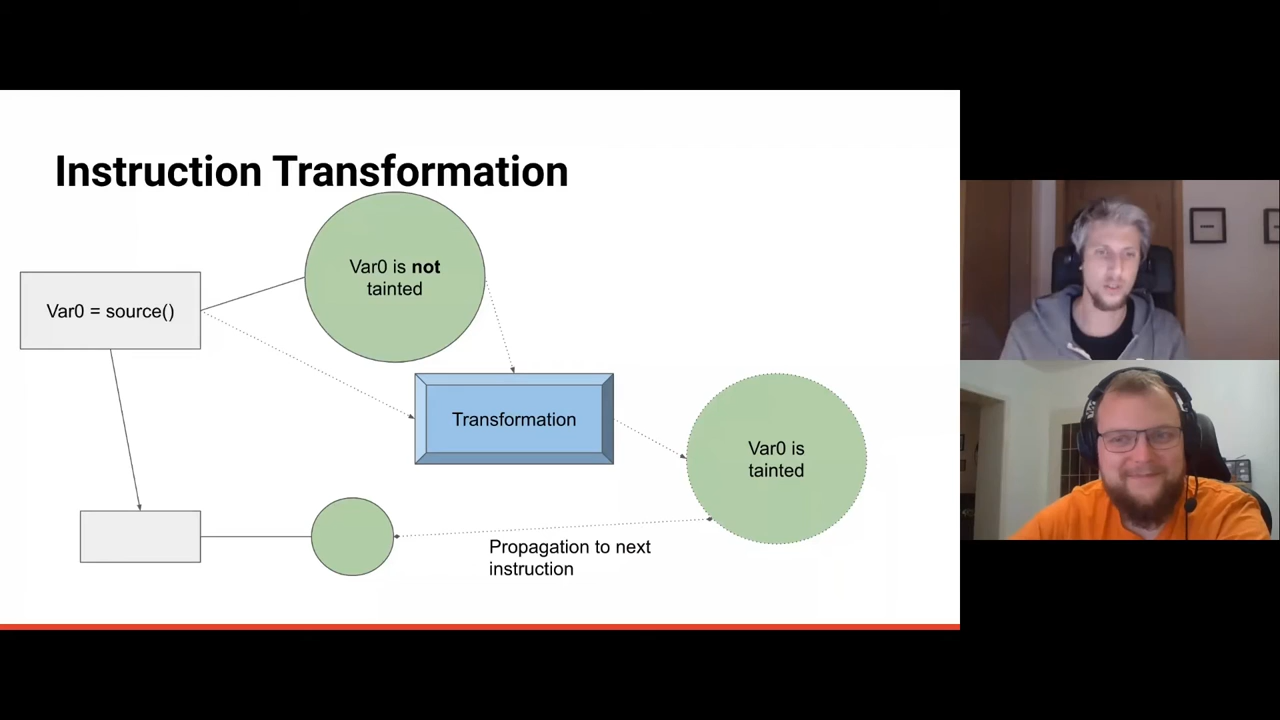 Instruction Transformation
Var0 is not
tainted
Var0 = source()
Transformation
Var0 is
tainted
Propagation to next
instruction